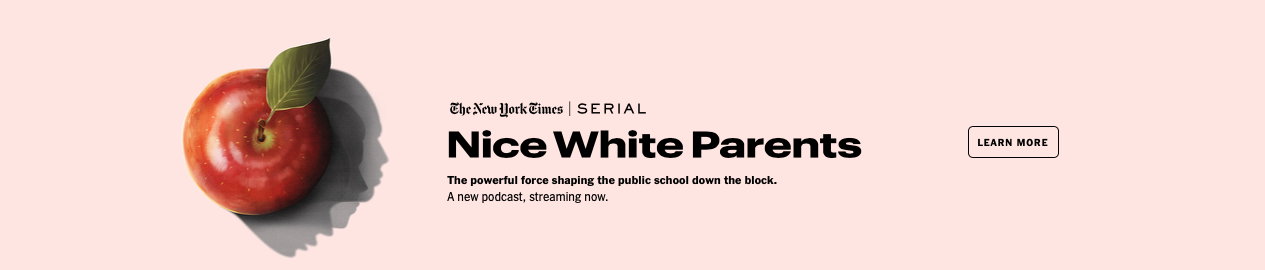 The New York Times | SERIAL
Nice White Parents
The powerful force shaping the public school down the block.
A new podcast, streaming now.
LEARN MORE